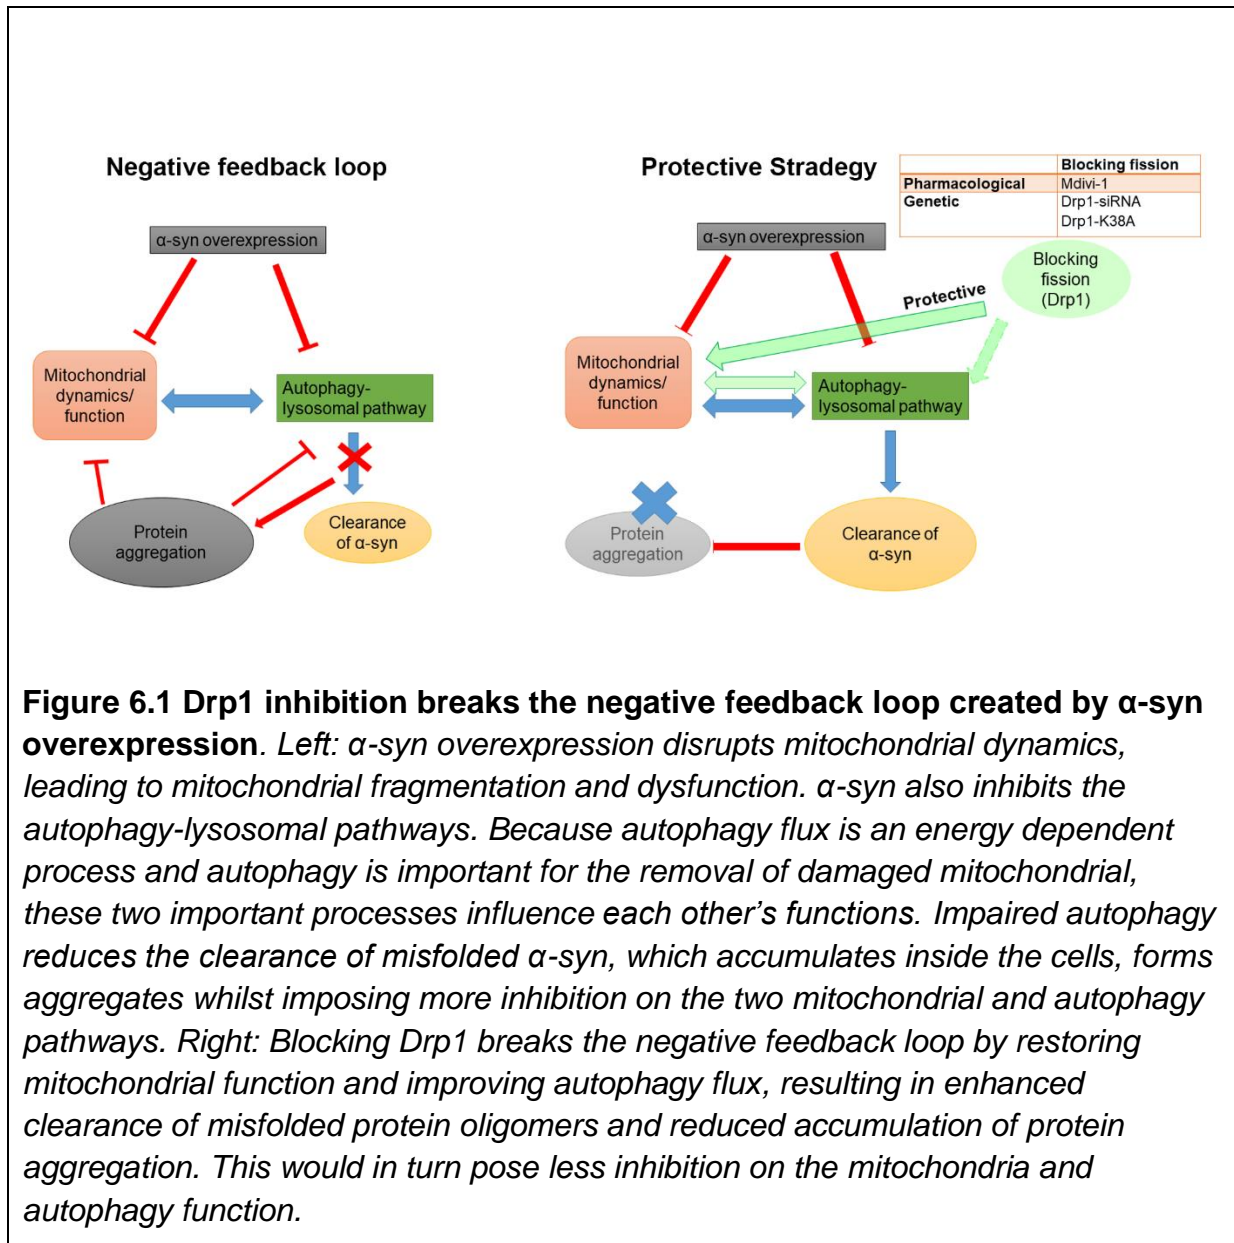 Negative feedback loop
α-syn overexpression
Mitochondrial
dynamics/
function
Autophagy-
lysosomal pathway
Protein
aggregation
Clearance
of α-syn
Protective Stradegy
Blocking fission
Pharmacological Mdivi-1
Genetic Drp1-siRNA
Drp1-K38A
α-syn overexpression
Blocking
fission
(Drp1)
Protective
Mitochondrial
dynamics/
function
Autophagy-
lysosomal pathway
Protein
aggregation
Clearance of
α-syn
Figure 6.1 Drp1 inhibition breaks the negative feedback loop created by α-syn
overexpression. Left: α-syn overexpression disrupts mitochondrial dynamics,
leading to mitochondrial fragmentation and dysfunction. α-syn also inhibits the
autophagy-lysosomal pathways. Because autophagy flux is an energy dependent
process and autophagy is important for the removal of damaged mitochondrial,
these two important processes influence each other’s functions. Impaired autophagy
reduces the clearance of misfolded α-syn, which accumulates inside the cells, forms
aggregates whilst imposing more inhibition on the two mitochondrial and autophagy
pathways. Right: Blocking Drp1 breaks the negative feedback loop by restoring
mitochondrial function and improving autophagy flux, resulting in enhanced
clearance of misfolded protein oligomers and reduced accumulation of protein
aggregation. This would in turn pose less inhibition on the mitochondria and
autophagy function.